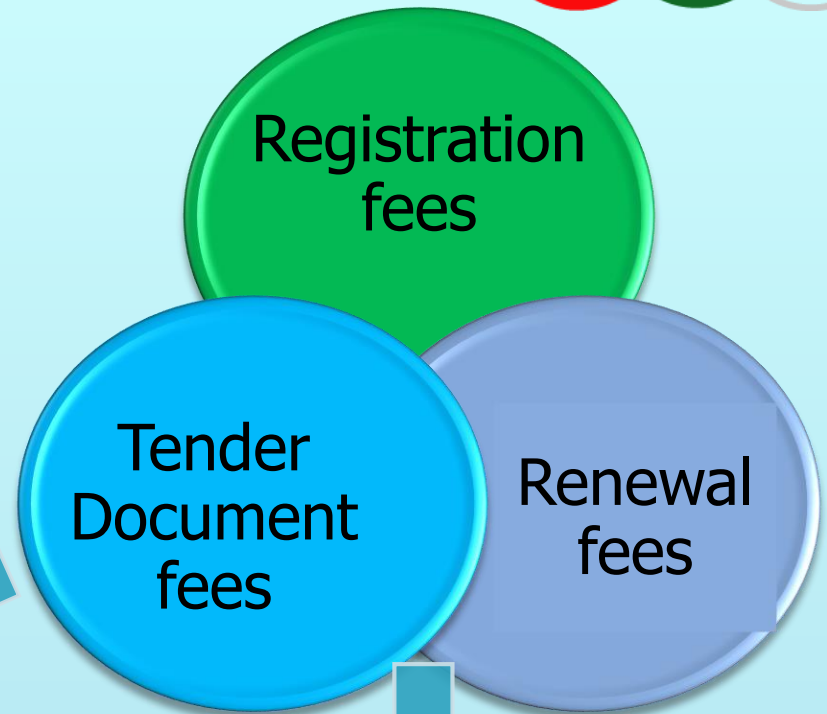 Registration
fees
Tender
Document
fees
Renewal
fees